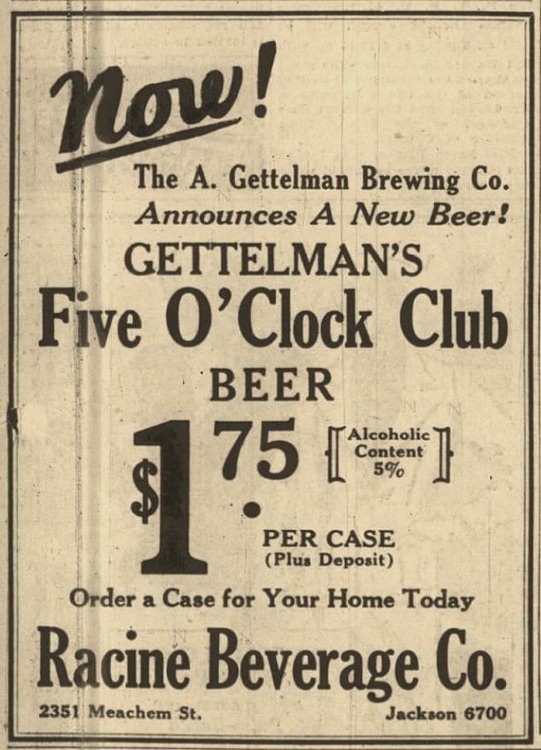 Now!
The A. Gettelman Brewing Co.
Announces A New Beer!
GETTELMAN'S
Five O'Clock Club
BEER
$1.75
Alcoholic
Content
5%
PER CASE
(Plus Deposit)
Order a Case for Your Home Today
Racine Beverage Co.
2351 Meachem St. Jackson 6700